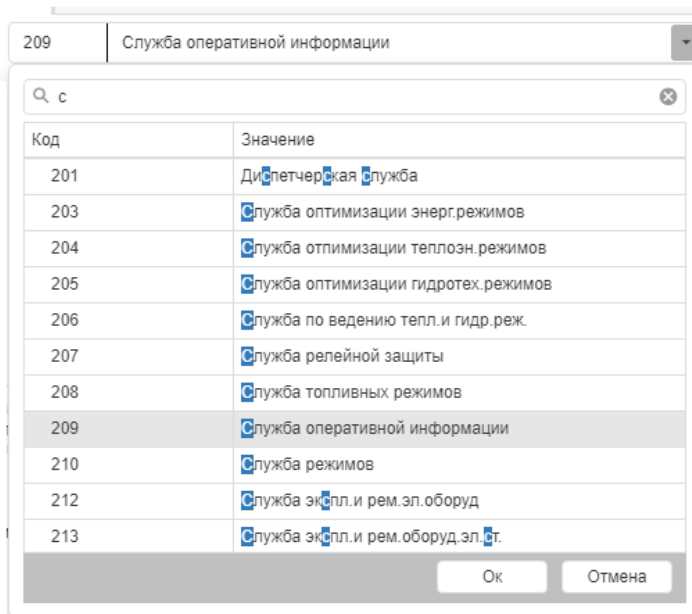 209 Служба оперативной информации
с
Код Значение
201 Диспетчерская служба
203 Служба оптимизации энерг.режимов
204 Служба отпимизации теплоэн.режимов
205 Служба оптимизации гидротех.режимов
206 Служба по ведению тепл.и гидр.реж.
207 Служба релейной защиты
208 Служба топливных режимов
209 Служба оперативной информации
210 Служба режимов
212 Служба экспл.и рем.эл.оборуд
213 Служба экспл.и рем.оборуд.эл.ст.
Ок Отмена